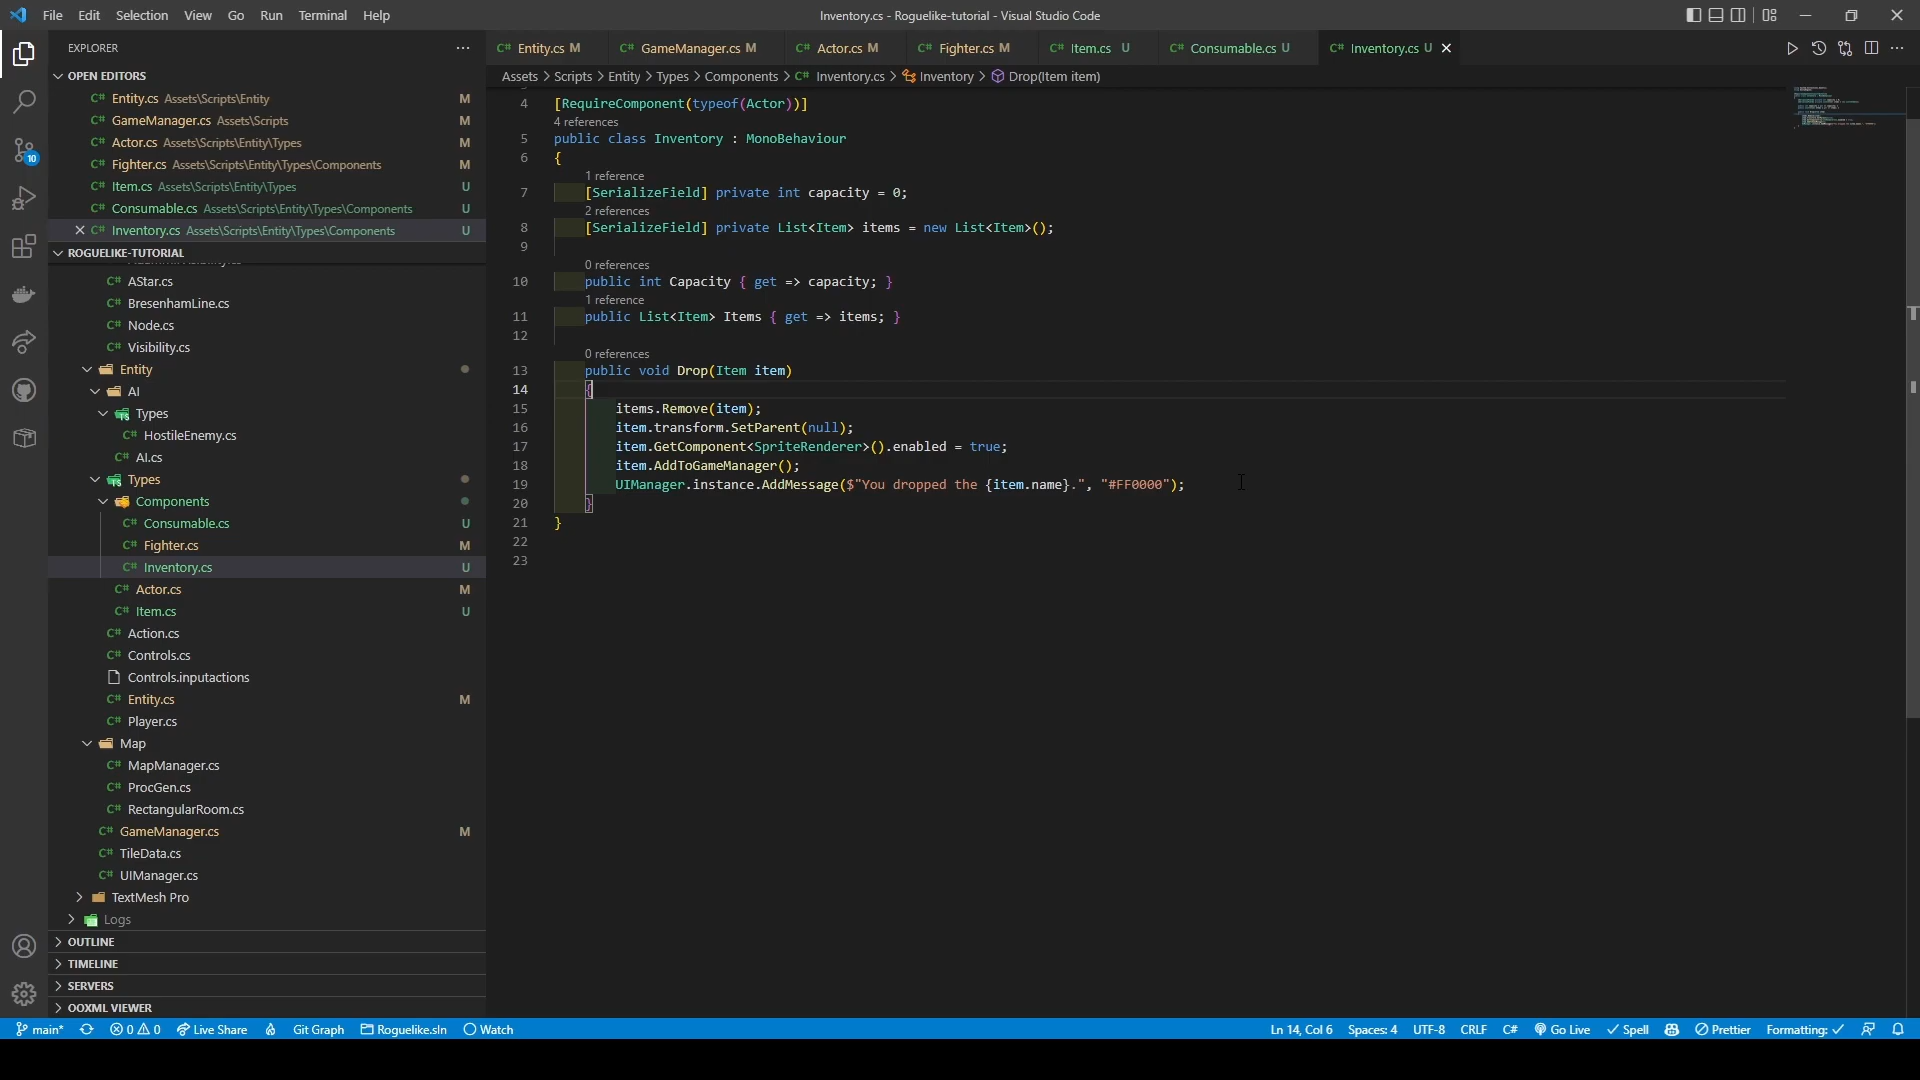 File Edit Selection View Go Run Terminal Help
Inventory.cs - Roguelike-tutorial - Visual Studio Code
EXPLORER
OPEN EDITORS
C# Entity.cs Assets\Scripts\Entity M
C# GameManager.cs Assets\Scripts M
C# Actor.cs Assets\Scripts\Entity\Types M
C# Fighter.cs Assets\Scripts\Entity\Types\Components M
C# Item.cs Assets\Scripts\Entity\Types U
C# Consumable.cs Assets\Scripts\Entity\Types\Components U
C# Inventory.cs Assets\Scripts\Entity\Types\Components U
ROGUELIKE-TUTORIAL
C# AStar.cs
C# BresenhamLine.cs
C# Node.cs
C# Visibility.cs
Entity
AI
Types
C# HostileEnemy.cs
C# AI.cs
Types
Components
C# Consumable.cs U
C# Fighter.cs M
C# Inventory.cs U
C# Actor.cs M
C# Item.cs U
C# Action.cs
C# Controls.cs
Controls.inputactions
C# Entity.cs M
C# Player.cs
Map
C# MapManager.cs
C# ProcGen.cs
C# RectangularRoom.cs
C# GameManager.cs M
C# TileData.cs
C# UIManager.cs
TextMesh Pro
Logs
OUTLINE
TIMELINE
SERVERS
OOXML VIEWER
10
C# Entity.cs M C# GameManager.cs M C# Actor.cs M C# Fighter.cs M C# Item.cs U C# Consumable.cs U C# Inventory.cs U
Assets > Scripts > Entity > Types > Components > C# Inventory.cs > Inventory > Drop(Item item)
4 [RequireComponent(typeof(Actor))]
4 references
5 public class Inventory : MonoBehaviour
6 {
1 reference
7 [SerializeField] private int capacity = 0;
2 references
8 [SerializeField] private List<Item> items = new List<Item>();
9
0 references
10 public int Capacity { get => capacity; }
1 reference
11 public List<Item> Items { get => items; }
12
0 references
13 public void Drop(Item item)
14 {
15 items.Remove(item);
16 item.transform.SetParent(null);
17 item.GetComponent<SpriteRenderer>().enabled = true;
18 item.AddToGameManager();
19 UIManager.instance.AddMessage($"You dropped the {item.name}.", "#FF0000");
20 }
21 }
22
23
main* 0 0 Live Share Git Graph Roguelike.sln Watch
Ln 14, Col 6 Spaces: 4 UTF-8 CRLF C# Go Live Spell Prettier Formatting: